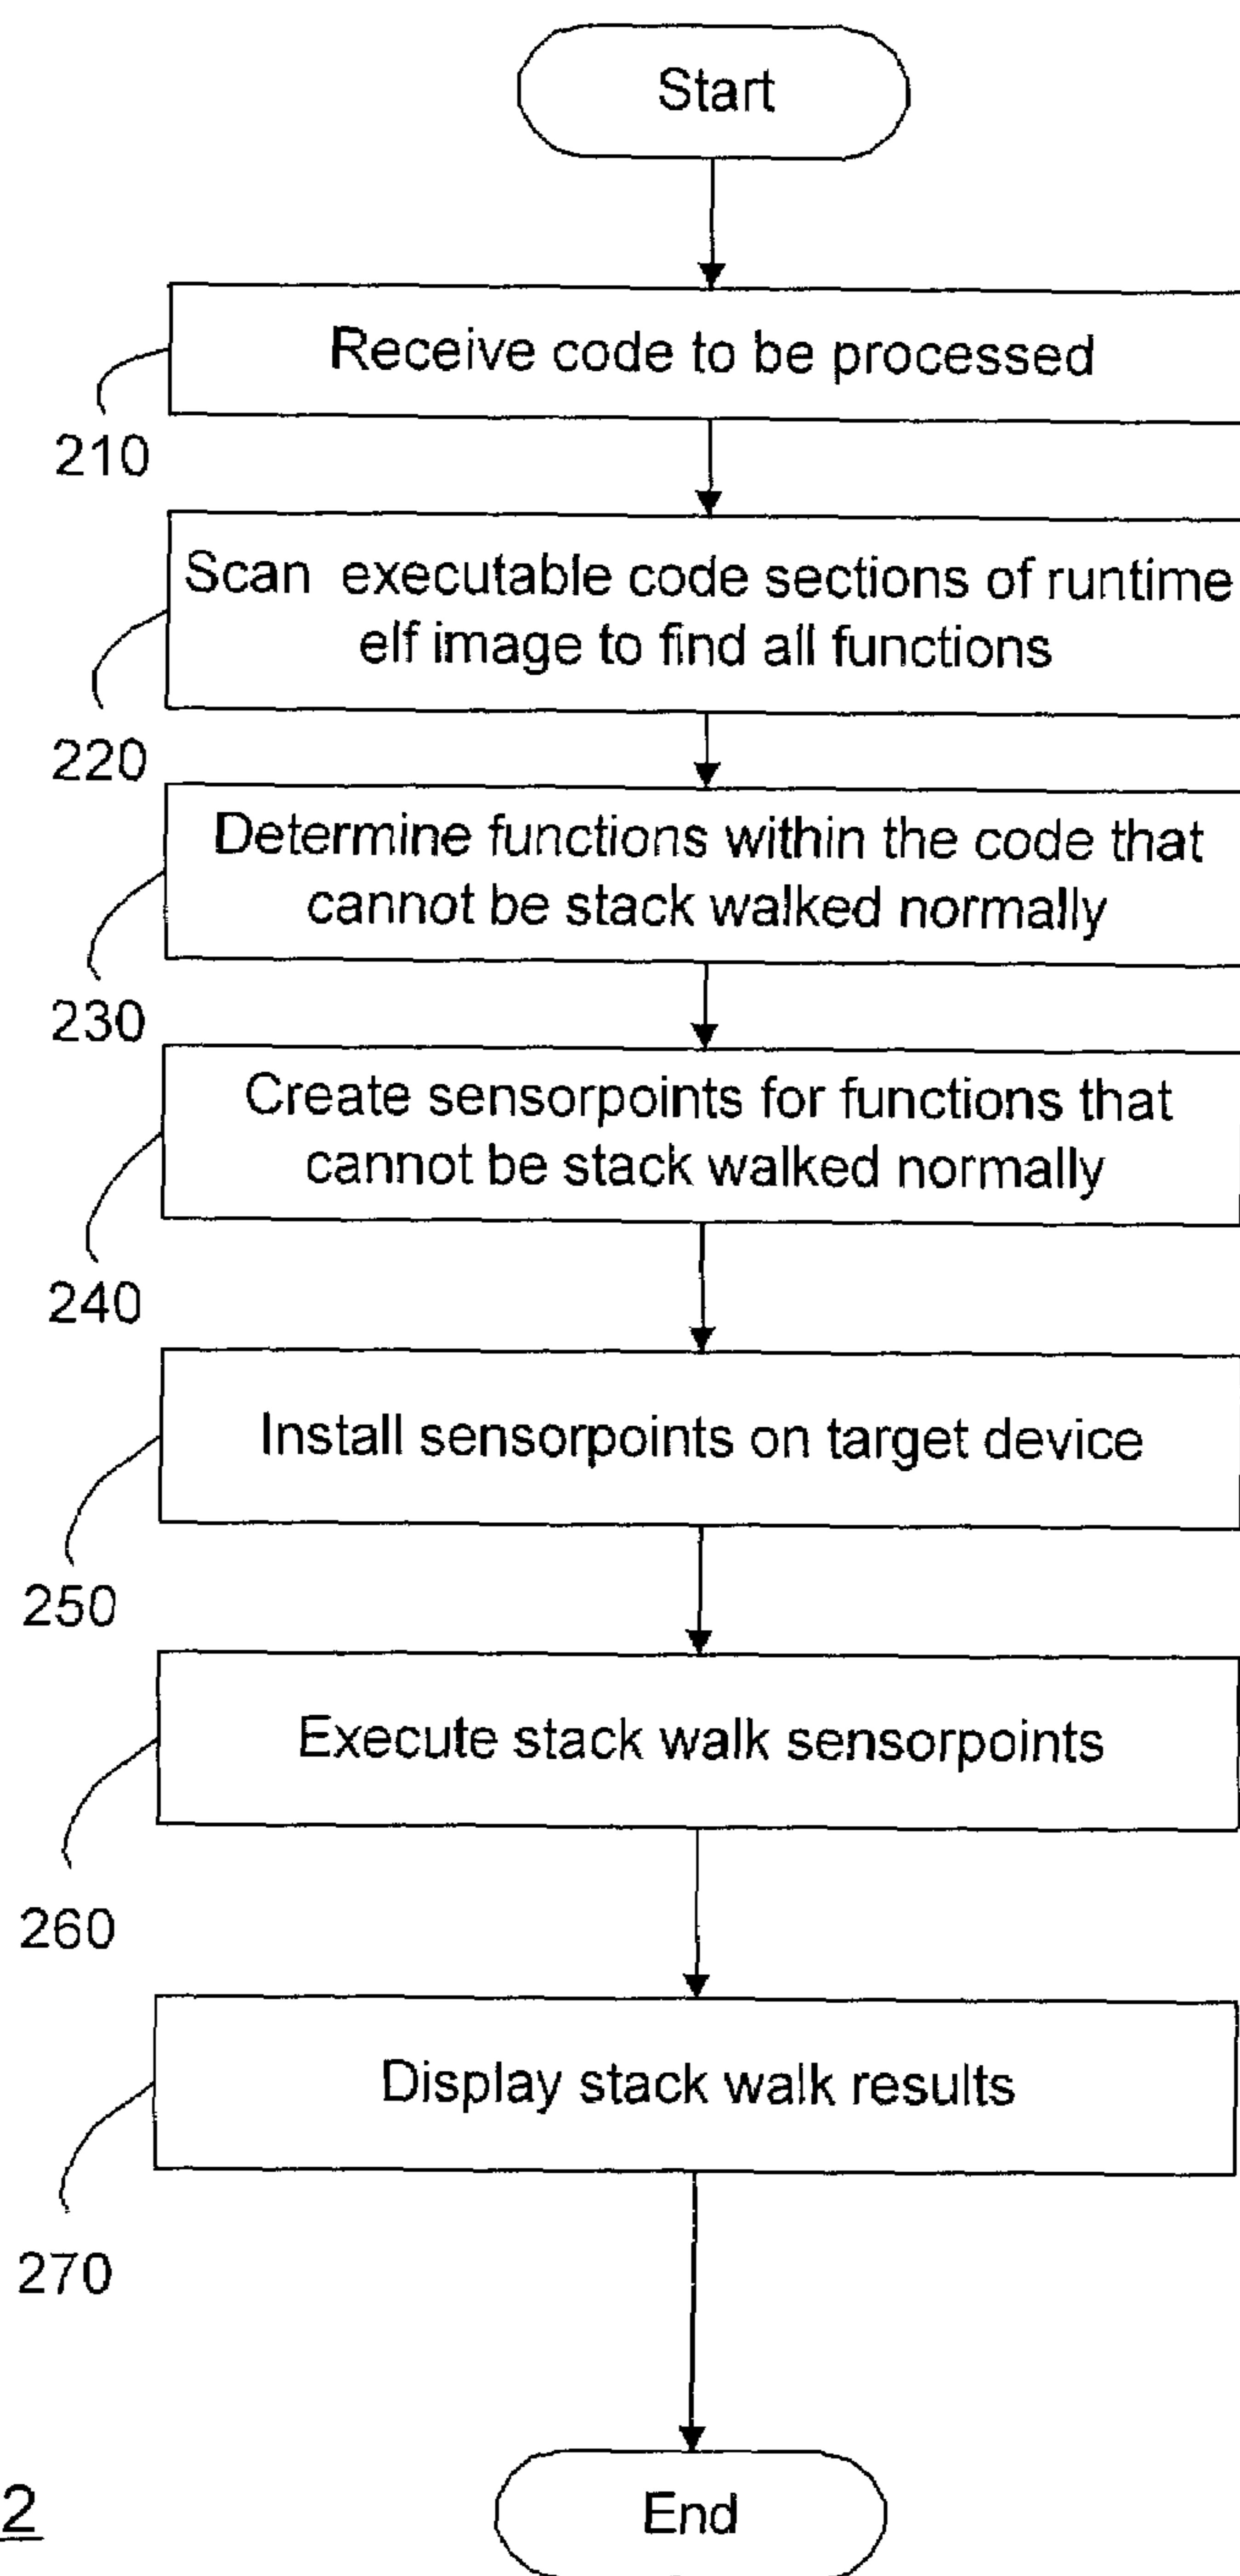 Start
Receive code to be processed
210
Scan executable code sections of runtime
elf image to find all functions
220
Determine functions within the code that
cannot be stack walked normally
230
Create sensorpoints for functions that
cannot be stack walked normally
240
Install sensorpoints on target device
250
Execute stack walk sensorpoints
260
Display stack walk results
270
End
2